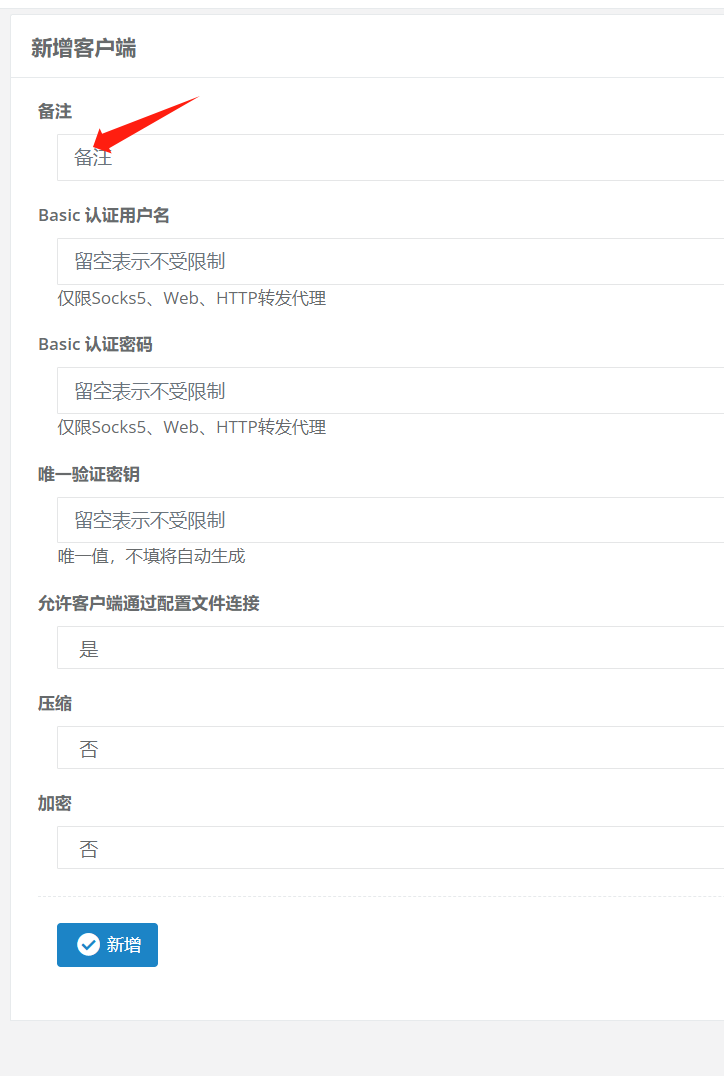 新增客户端
备注
备注
Basic 认证用户名
留空表示不受限制
仅限Socks5、Web、HTTP转发代理
Basic 认证密码
留空表示不受限制
仅限Socks5、Web、HTTP转发代理
唯一验证密钥
留空表示不受限制
唯一值，不填将自动生成
允许客户端通过配置文件连接
是
压缩
否
加密
否
新增